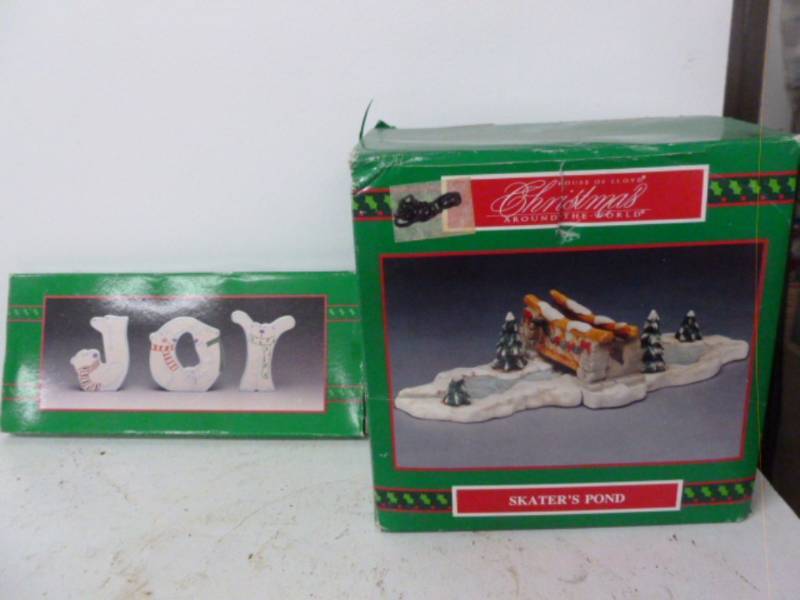 JOY
HOUSE OF LLOYD
Christmas
AROUND THE WORLD
SKATER'S POND